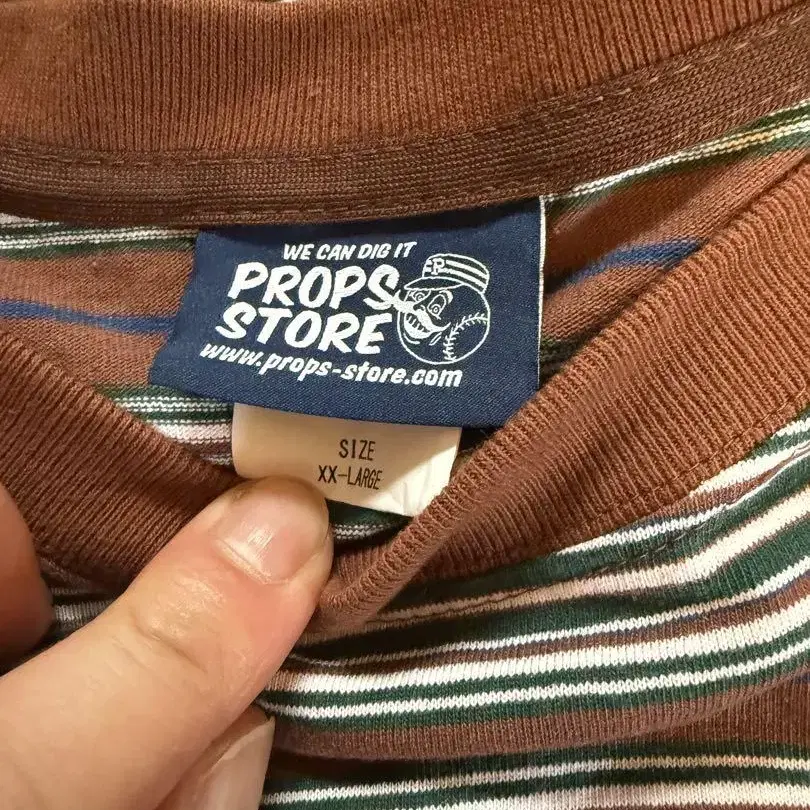 WE CAN DIG IT
PROPS
STORE
www.props-store.com
P
SIZE
XX-LARGE